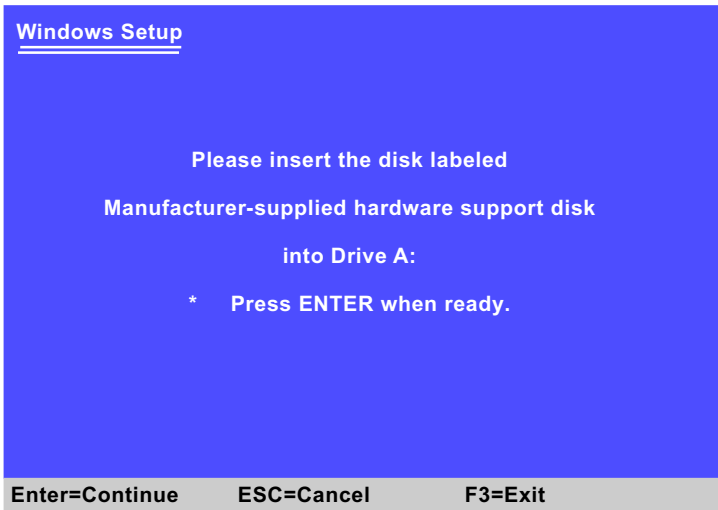 Windows Setup
Please insert the disk labeled
Manufacturer-supplied hardware support disk
into Drive A:
* Press ENTER when ready.
Enter=Continue ESC=Cancel F3=Exit